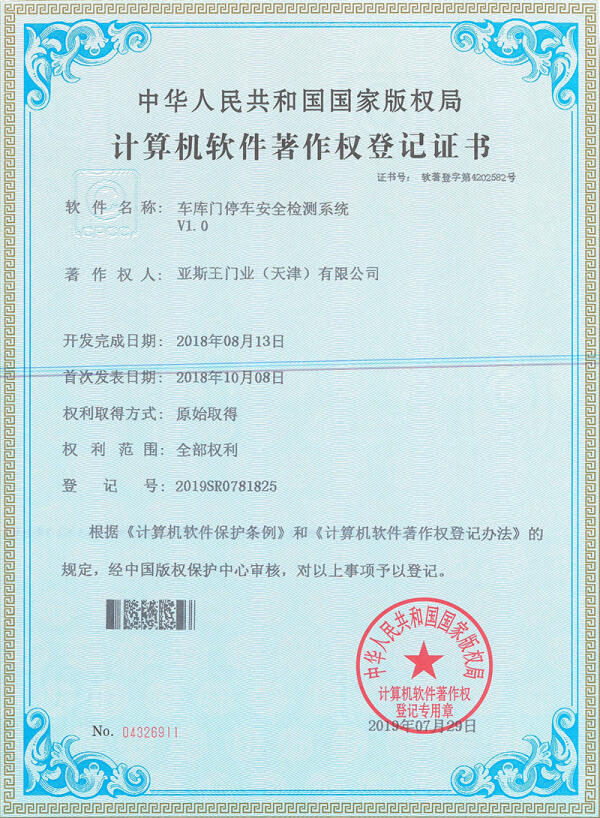 中华人民共和国国家版权局
计算机软件著作权登记证书
证书号： 软著登字第4202582号
CPCC
软件名称： 车库门停车安全检测系统
V1.0
著作权人： 亚斯王门业（天津）有限公司
开发完成日期： 2018年08月13日
首次发表日期： 2018年10月08日
权利取得方式： 原始取得
权利范围： 全部权利
登记号： 2019SR0781825
根据《计算机软件保护条例》和《计算机软件著作权登记办法》的
规定，经中国版权保护中心审核，对以上事项予以登记。
中华人民共和国国家版权局
计算机软件著作权
登记专用章
2019年07月29日
No. 04326911